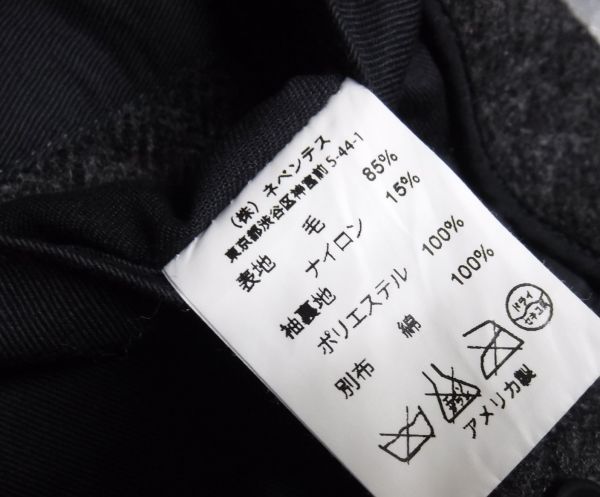 (株) ネペンテス
東京都渋谷区神宮前5-44-1
表地 毛 85%
ナイロン 15%
袖裏地
ポリエステル 100%
別布 綿 100%
ドライ
セキユ系
アメリカ製